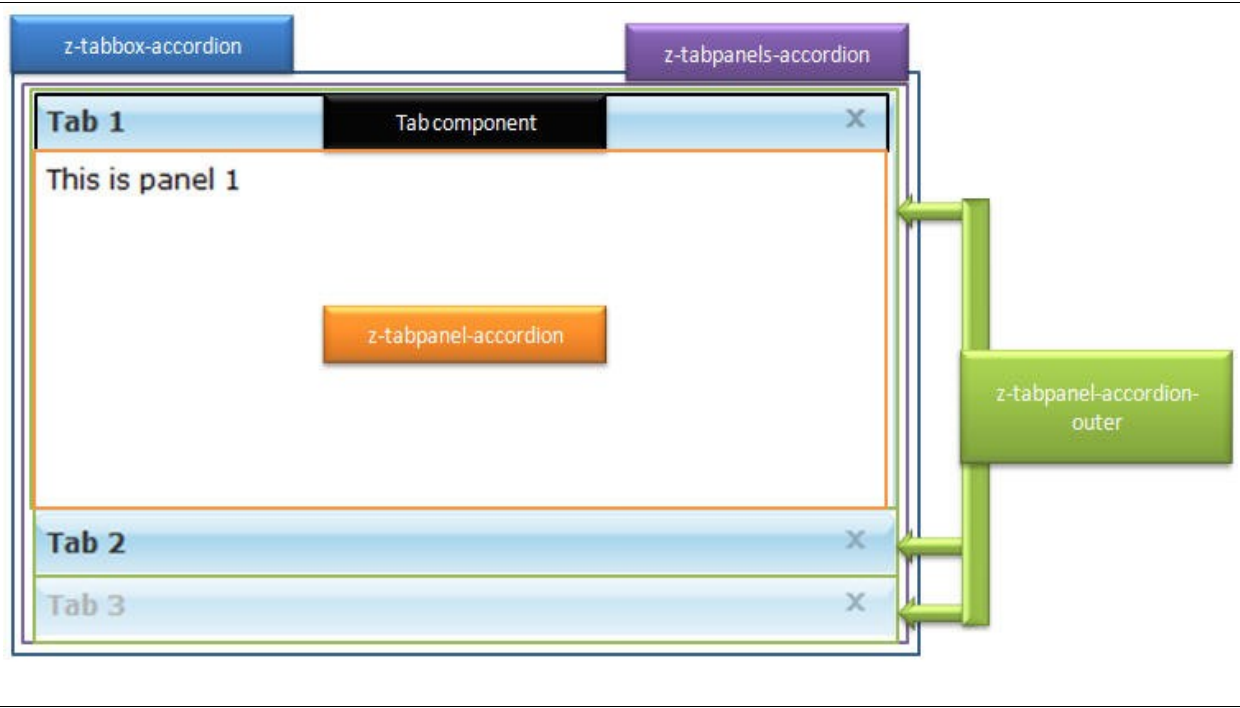 z-tabbox-accordion
z-tabpanels-accordion
Tab 1
Tab component
x
This is panel 1
z-tabpanel-accordion
z-tabpanel-accordion-
outer
Tab 2
x
Tab 3
x